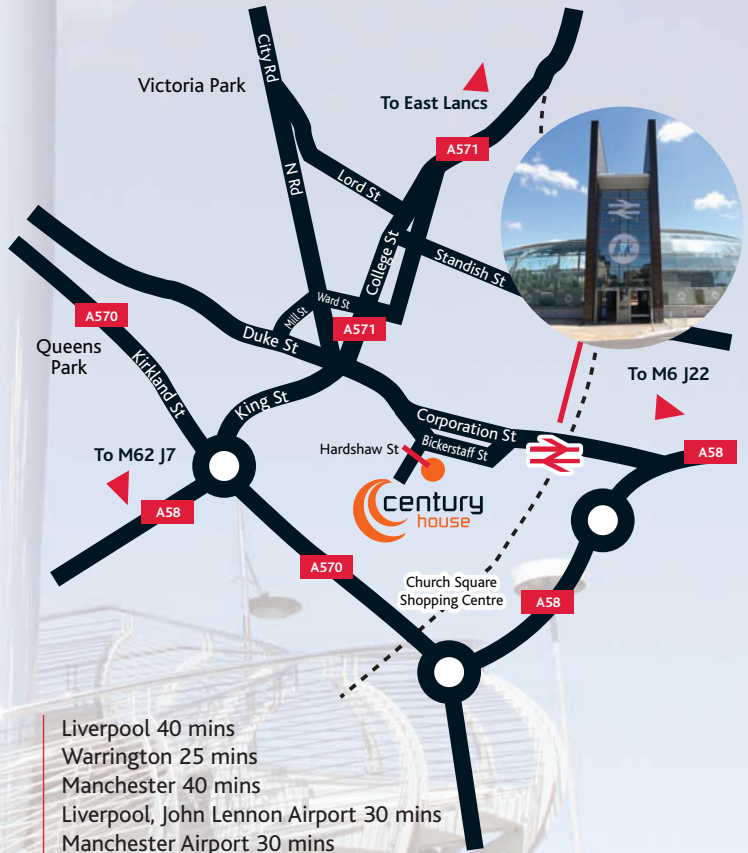 City Rd
Victoria Park
To East Lancs
A571
N Rd
Lord St
College St
Standish St
Mill St
Ward St
A571
A570
Queens
Park
Duke St
Kirkland St
King St
To M6 J22
Corporation St
Bickerstaff St
Hardshaw St
A58
To M62 J7
A58
century
house
A570
Church Square
Shopping Centre
A58
Liverpool 40 mins
Warrington 25 mins
Manchester 40 mins
Liverpool, John Lennon Airport 30 mins
Manchester Airport 30 mins